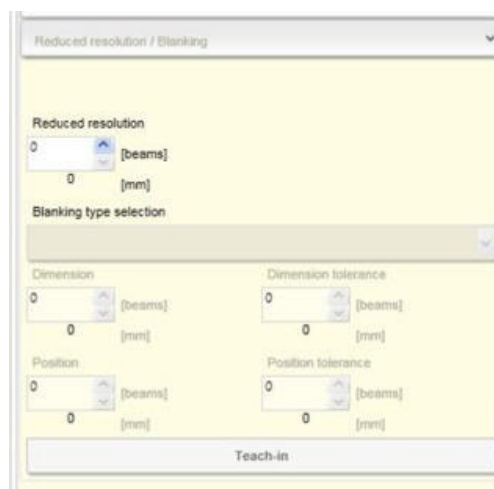 Reduced resolution / Blanking
Reduced resolution
0 [beams]
0 [mm]
Blanking type selection
Dimension Dimension tolerance
0 [beams] 0 [beams]
0 [mm] 0 [mm]
Position Position tolerance
0 [beams] 0 [beams]
0 [mm] 0 [mm]
Teach-in